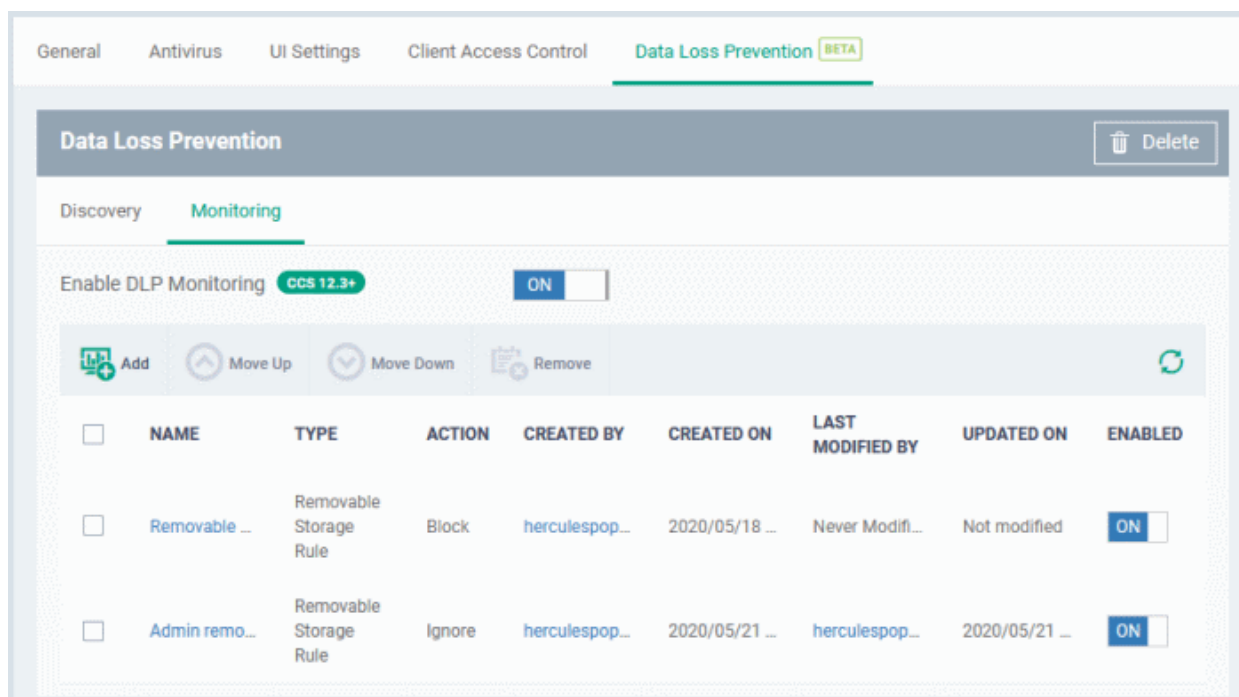 General Antivirus UI Settings Client Access Control Data Loss Prevention BETA
Data Loss Prevention Delete
Discovery Monitoring
Enable DLP Monitoring CCS 12.3+ ON
Add Move Up Move Down Remove
NAME TYPE ACTION CREATED BY CREATED ON LAST MODIFIED BY UPDATED ON ENABLED
Removable ... Removable Storage Rule Block herculespop... 2020/05/18 ... Never Modifi... Not modified ON
Admin remo... Removable Storage Rule Ignore herculespop... 2020/05/21 ... herculespop... 2020/05/21 ... ON